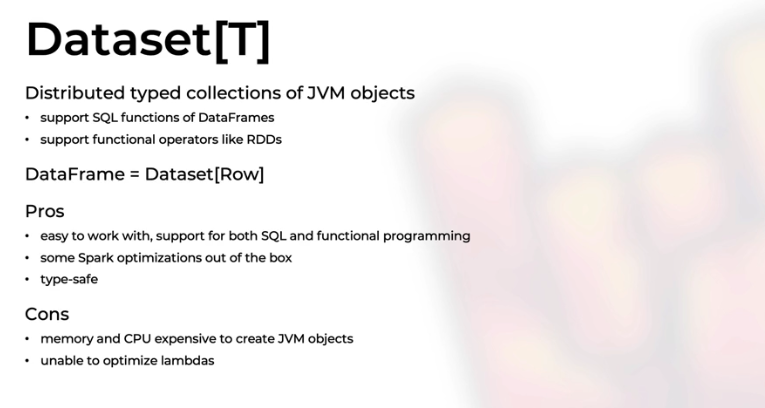 Dataset[T]
Distributed typed collections of JVM objects
• support SQL functions of DataFrames
• support functional operators like RDDs
DataFrame = Dataset[Row]
Pros
• easy to work with, support for both SQL and functional programming
• some Spark optimizations out of the box
• type-safe
Cons
• memory and CPU expensive to create JVM objects
• unable to optimize lambdas